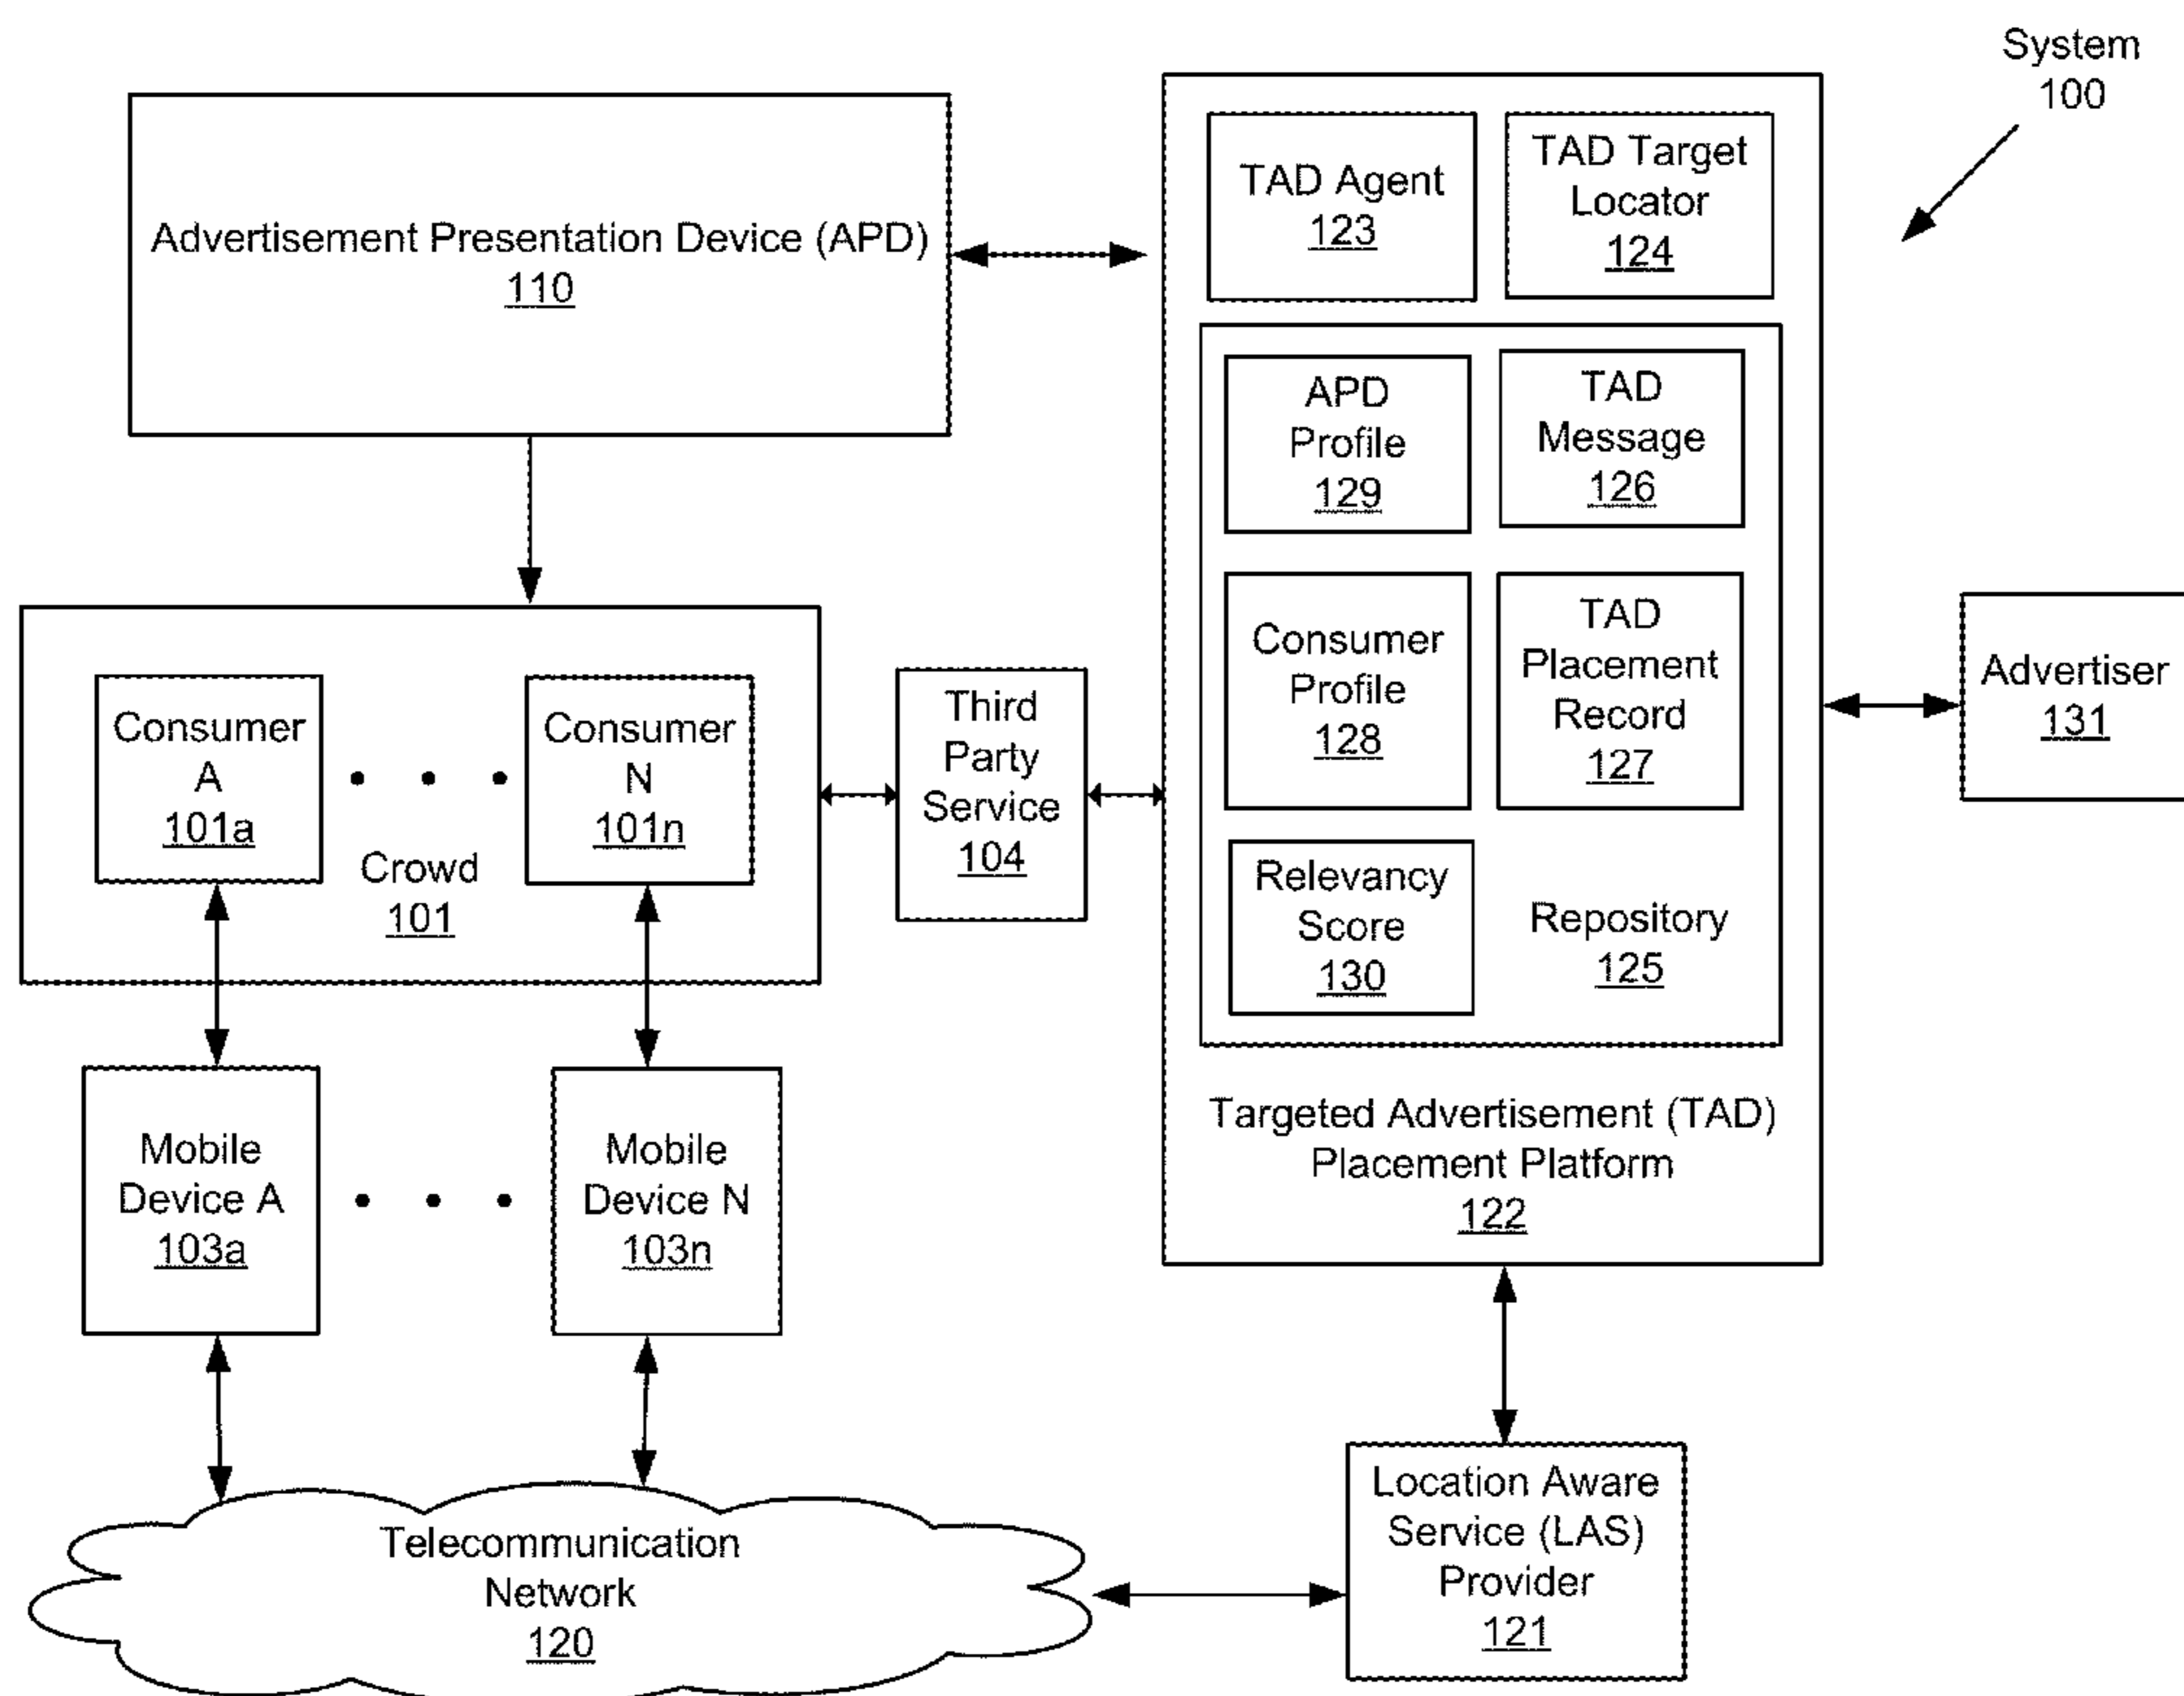 System
100
Advertisement Presentation Device (APD)
110
TAD Agent
123
TAD Target
Locator
124
APD
Profile
129
TAD
Message
126
Consumer
Profile
128
TAD
Placement
Record
127
Relevancy
Score
130
Repository
125
Targeted Advertisement (TAD)
Placement Platform
122
Advertiser
131
Third
Party
Service
104
Consumer
A
101a
Consumer
N
101n
Crowd
101
Mobile
Device A
103a
Mobile
Device N
103n
Telecommunication
Network
120
Location Aware
Service (LAS)
Provider
121